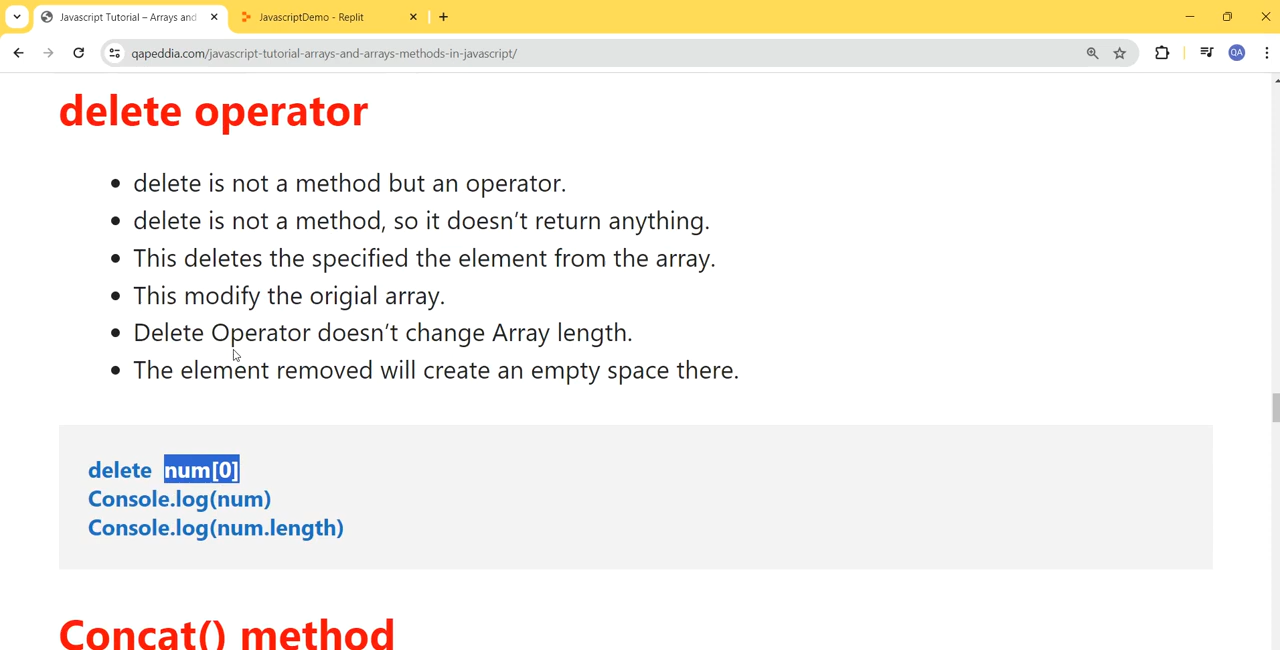 Javascript Tutorial – Arrays and
JavascriptDemo - Replit
qapeddia.com/javascript-tutorial-arrays-and-arrays-methods-in-javascript/
QA
delete operator
• delete is not a method but an operator.
• delete is not a method, so it doesn’t return anything.
• This deletes the specified the element from the array.
• This modify the origial array.
• Delete Operator doesn’t change Array length.
• The element removed will create an empty space there.
delete num[0]
Console.log(num)
Console.log(num.length)
Concat() method